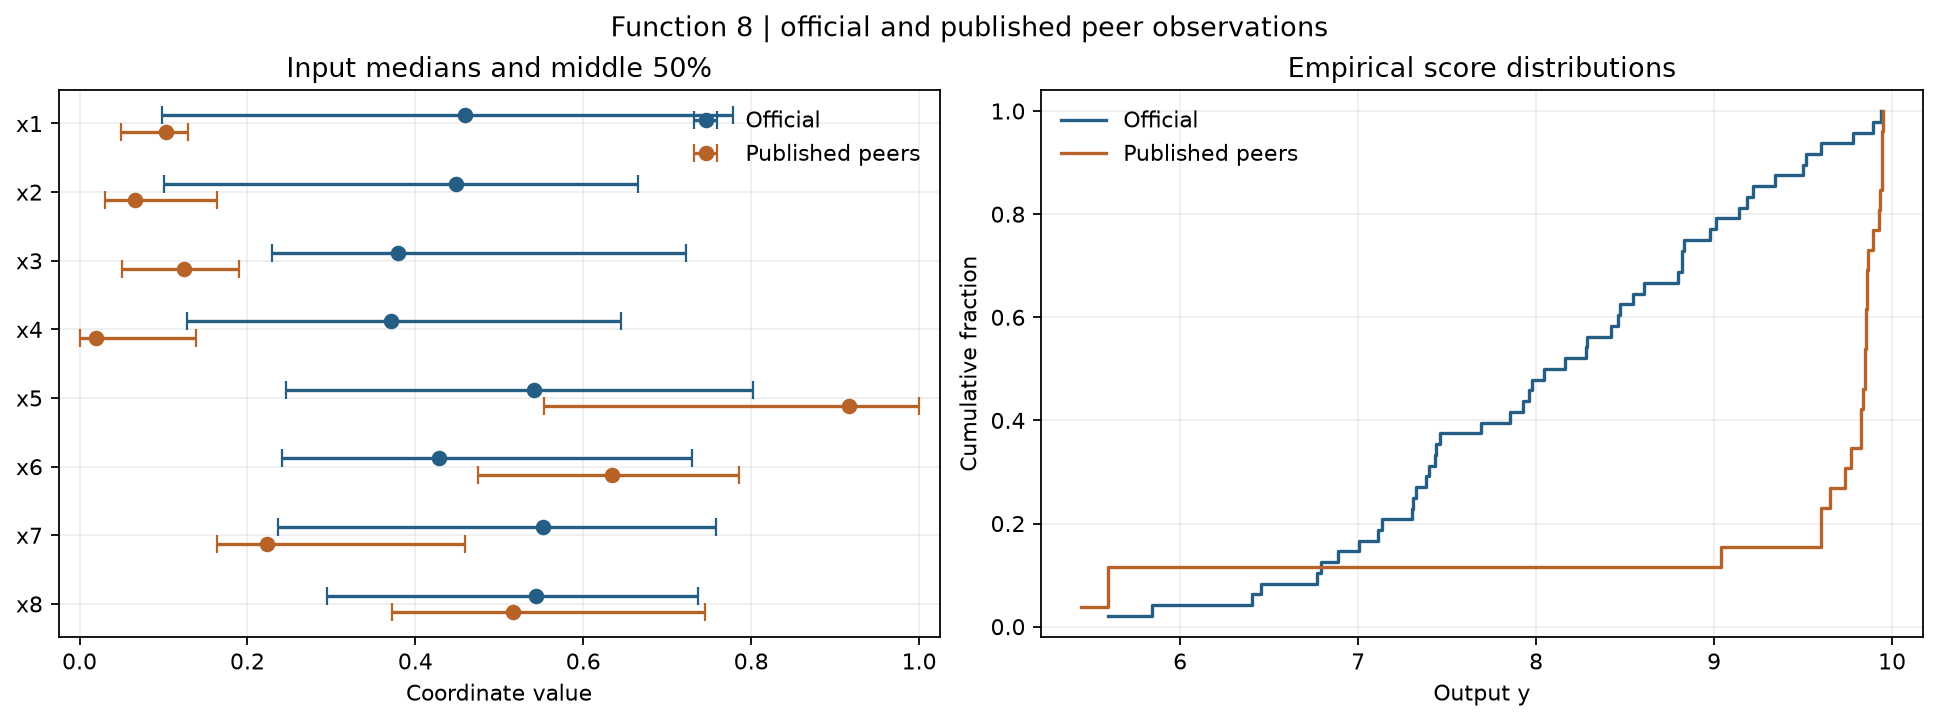 Function 8 | official and published peer observations
Input medians and middle 50%
x1
x2
x3
x4
x5
x6
x7
x8
Official
Published peers
0.0 0.2 0.4 0.6 0.8 1.0
Coordinate value
Empirical score distributions
Cumulative fraction
1.0
0.8
0.6
0.4
0.2
0.0
Official
Published peers
6 7 8 9 10
Output y